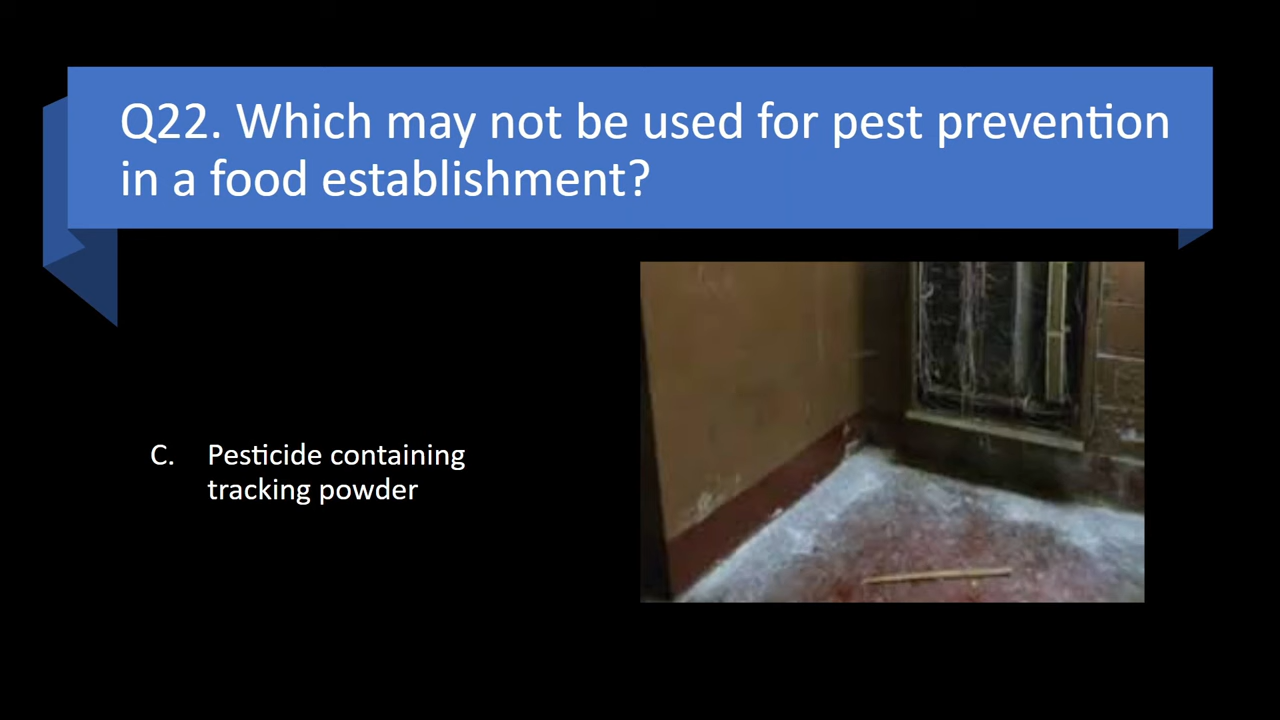 Q22. Which may not be used for pest prevention
in a food establishment?
C. Pesticide containing
tracking powder